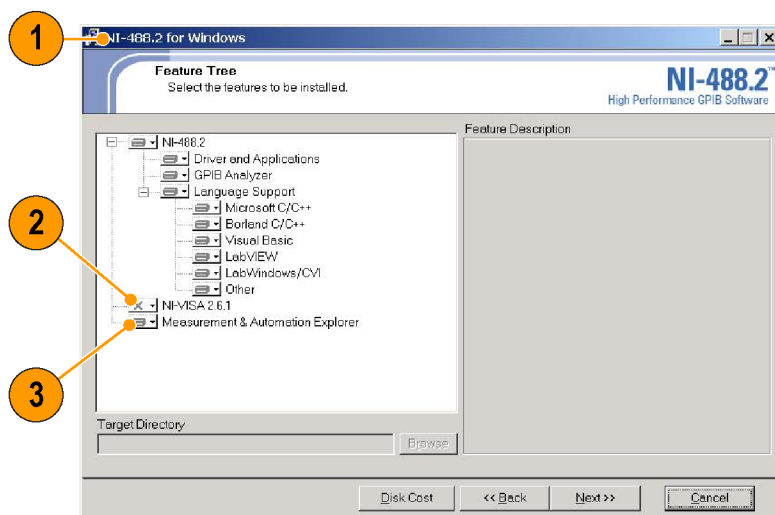 1
NI-488.2 for Windows
Feature Tree
Select the features to be installed.
NI-488.2™
High Performance GPIB Software
Feature Description
NI-488.2
Driver and Applications
GPIB Analyzer
Language Support
Microsoft C/C++
Borland C/C++
2
Visual Basic
LabVIEW
LabWindows/CVI
Other
NI-VISA 2.6.1
Measurement & Automation Explorer
3
Target Directory
Browse
Disk Cost
<< Back
Next >>
Cancel